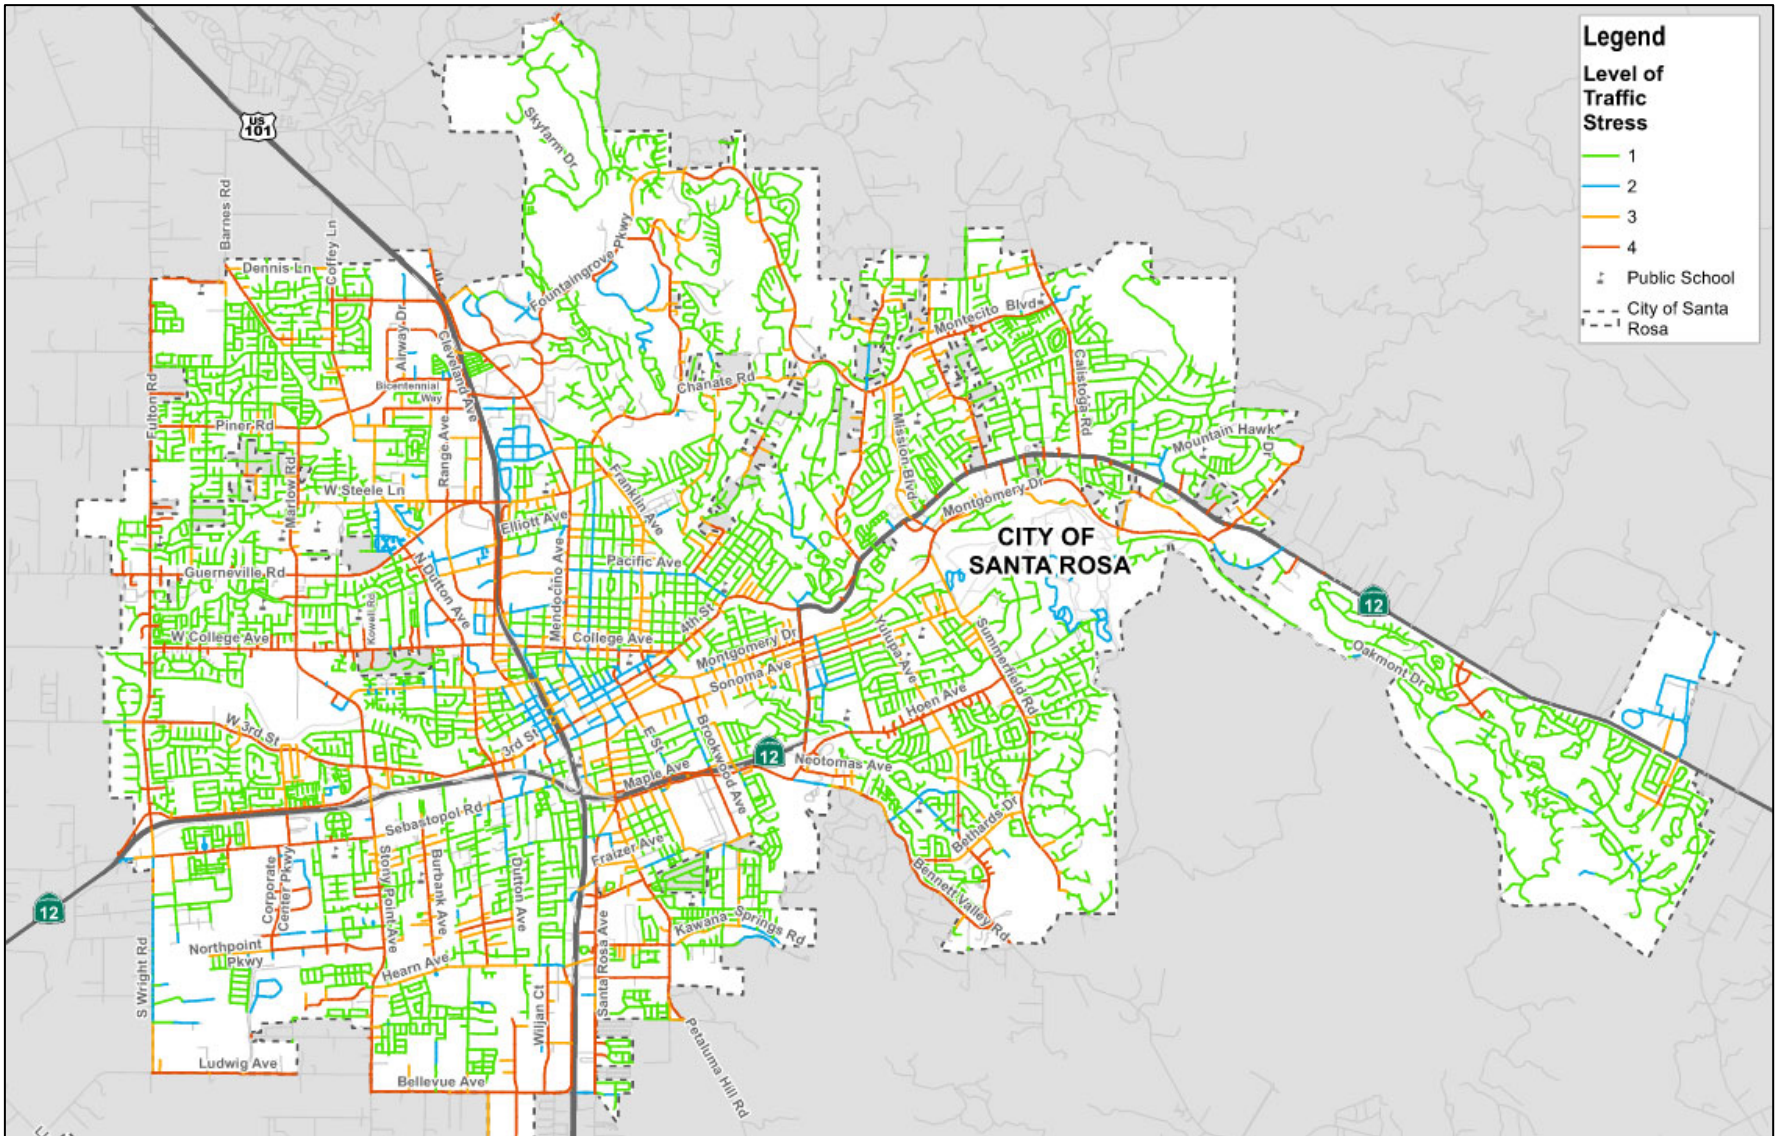 Legend
Level of
Traffic
Stress
1
2
3
4
Public School
City of Santa
Rosa
US
101
Skyfarm Dr
Barnes Rd
Coffey Ln
Dennis Ln
Fountaingrove Pkwy
Airway Dr
Cleveland Ave
Montecito Blvd
Calistoga Rd
Chanate Rd
Bicentennial
Way
Fulton Rd
Piner Rd
Range Ave
Mission Blvd
Mountain Hawk
Dr
Marlow Rd
W Steele Ln
Franklin Ave
Montgomery Dr
Elliott Ave
CITY OF
SANTA ROSA
Mendocino Ave
Pacific Ave
Guerneville Rd
N Dutton Ave
12
Kowell Rd
W College Ave
College Ave
4th St
Montgomery Dr
Yulupa Ave
Summerfield Rd
Oakmont Dr
Sonoma Ave
Hoen Ave
W 3rd St
3rd St
E St
Brookwood Ave
12
Neotomas Ave
Maple Ave
Sebastopol Rd
Bethards Dr
Fraizer Ave
Corporate
Center Pkwy
Stony Point Ave
Burbank Ave
Dutton Ave
Bennett Valley Rd
12
Kawana Springs Rd
Santa Rosa Ave
S Wright Rd
Northpoint
Pkwy
Hearn Ave
Wiljan Ct
Petaluma Hill Rd
Ludwig Ave
Bellevue Ave